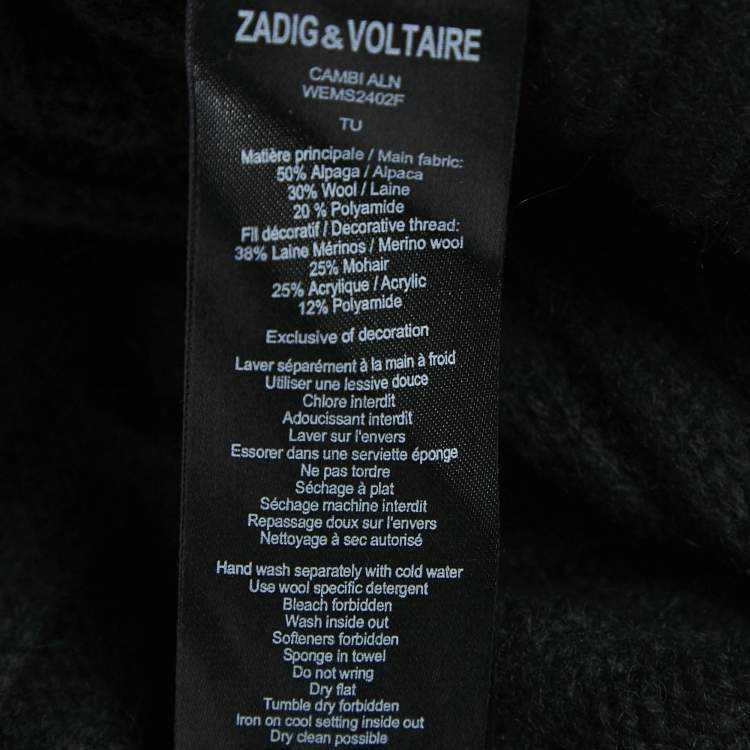 ZADIG & VOLTAIRE
CAMBI ALN
WEMS2402F
TU
Matière principale / Main fabric:
50% Alpaga / Alpaca
30% Wool / Laine
20 % Polyamide
Fil décoratif / Decorative thread:
38% Laine Mérinos / Merino wool
25% Mohair
25% Acrylique / Acrylic
12% Polyamide
Exclusive of decoration
Laver séparément à la main à froid
Utiliser une lessive douce
Chlore interdit
Adoucissant interdit
Laver sur l'envers
Essorer dans une serviette éponge
Ne pas tordre
Séchage à plat
Séchage machine interdit
Repassage doux sur l'envers
Nettoyage à sec autorisé
Hand wash separately with cold water
Use wool specific detergent
Bleach forbidden
Wash inside out
Softeners forbidden
Sponge in towel
Do not wring
Dry flat
Tumble dry forbidden
Iron on cool setting inside out
Dry clean possible